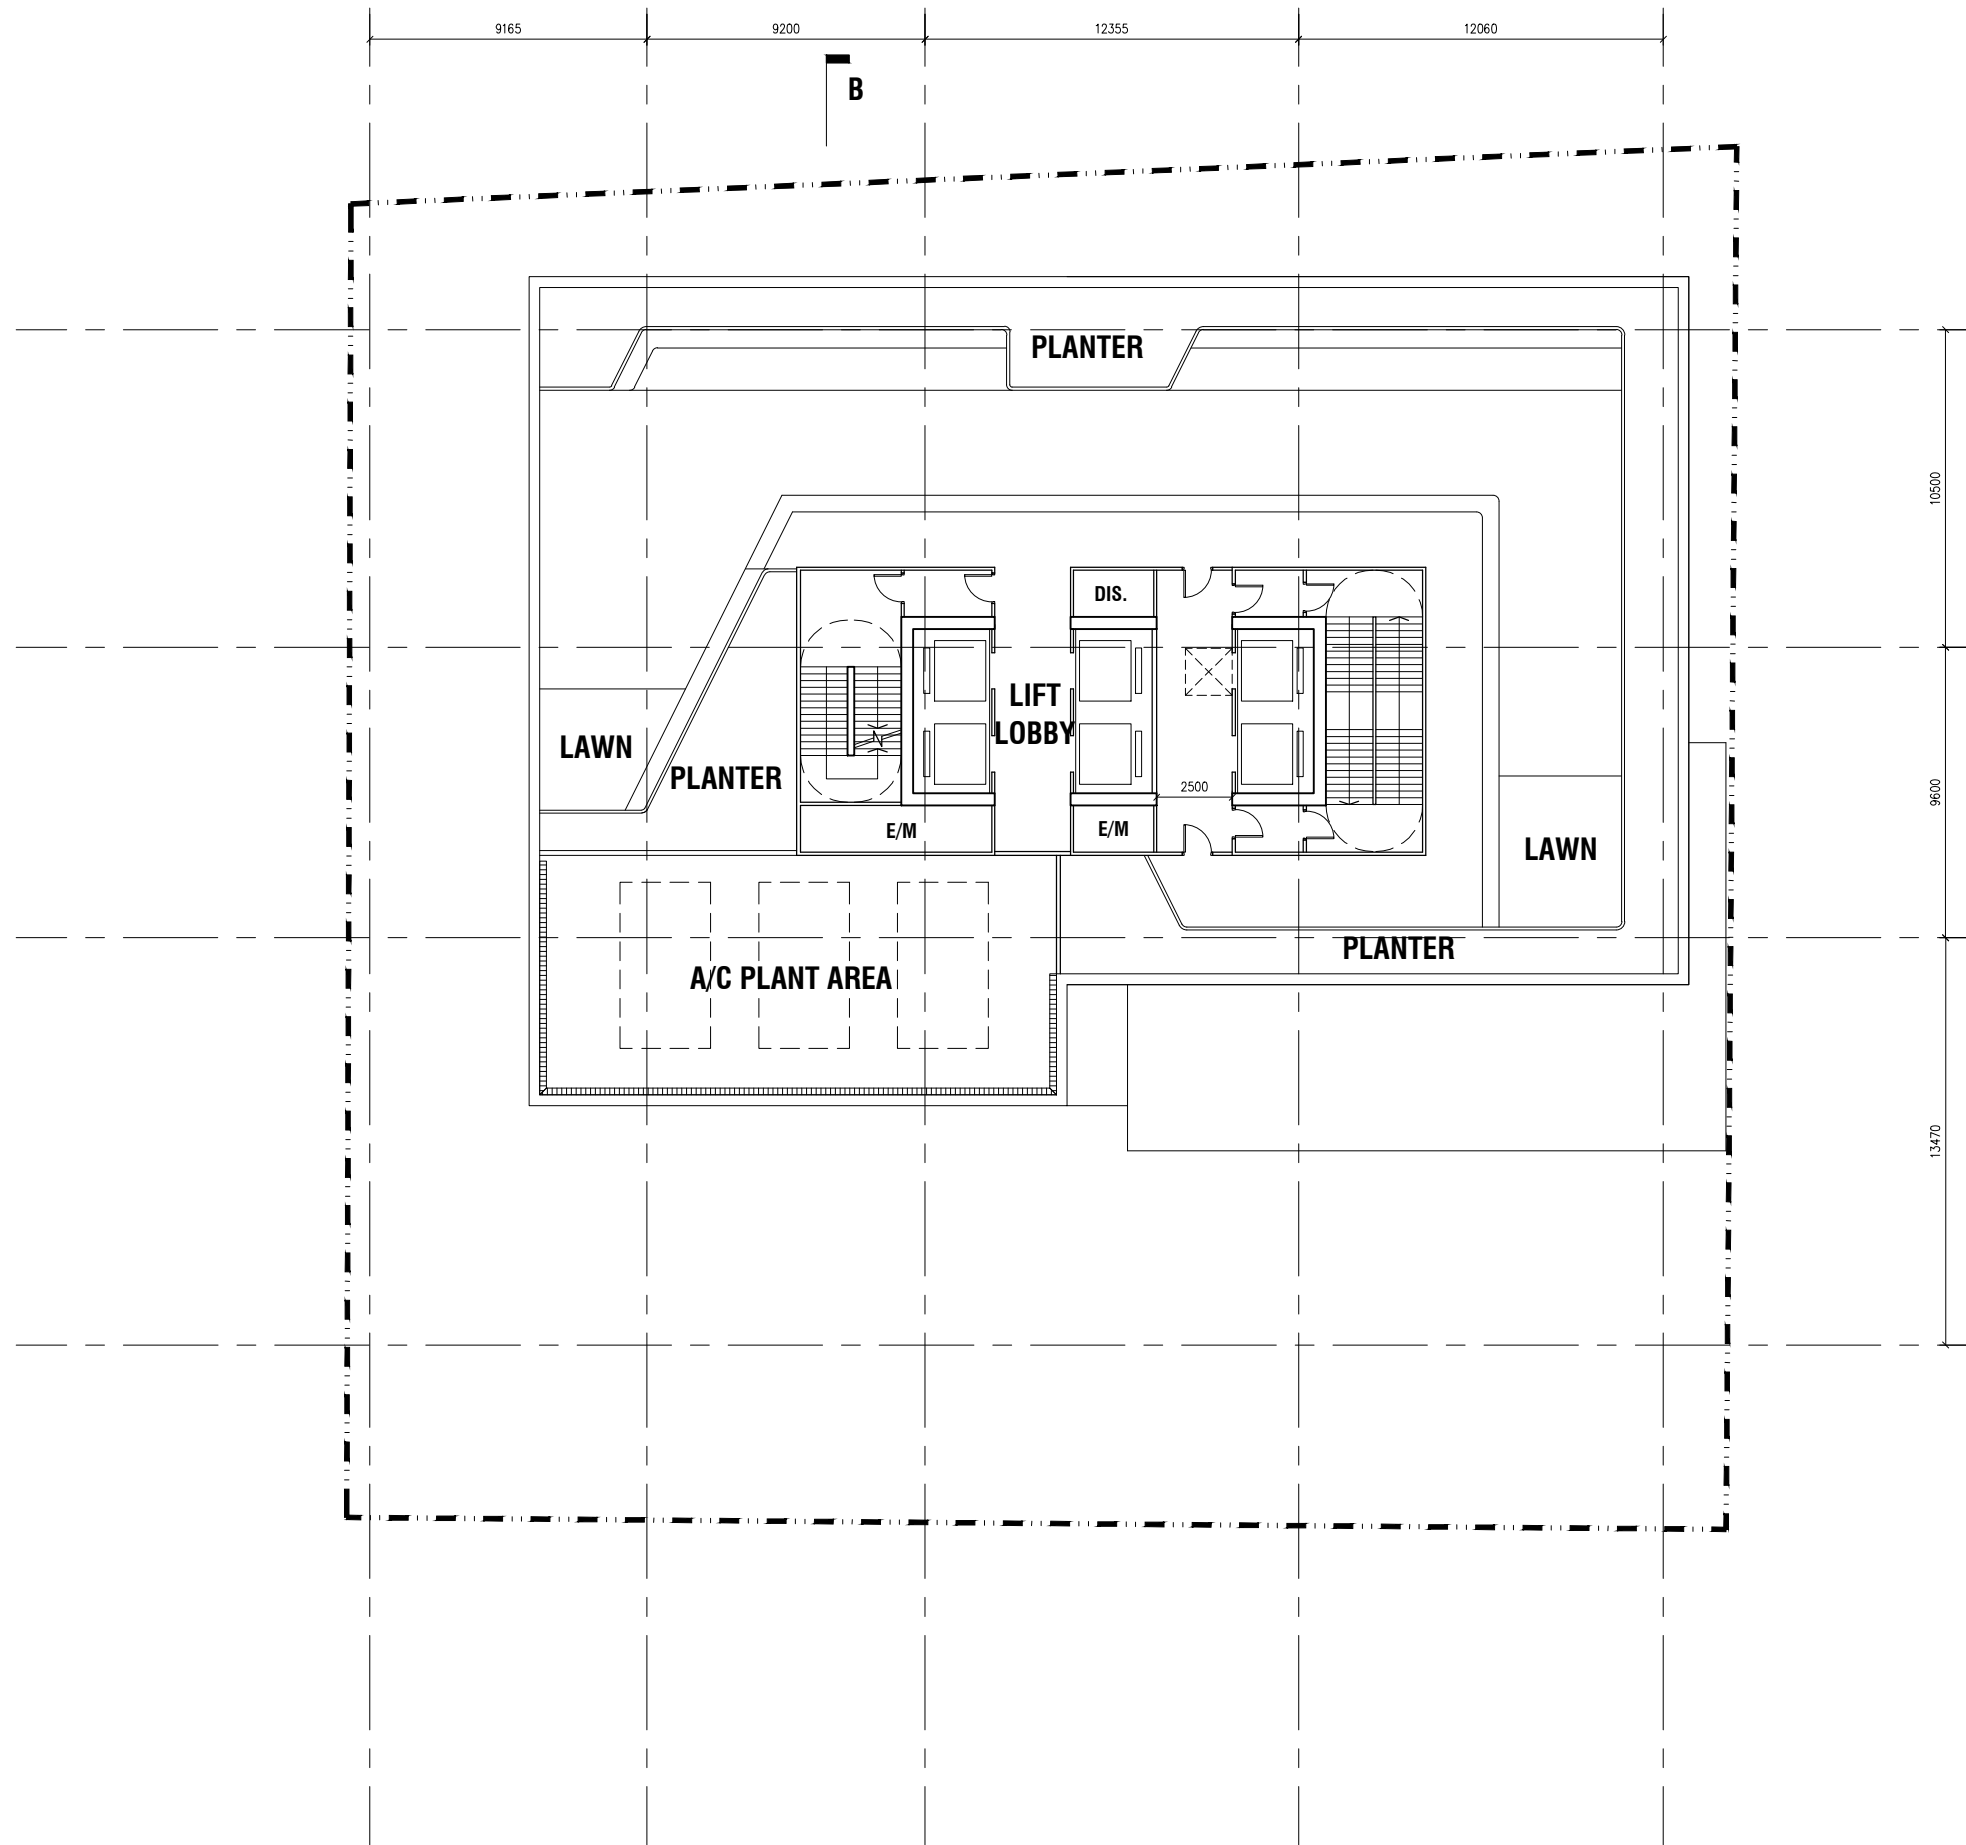 9165
9200
12355
12060
B
PLANTER
10500
DIS.
LIFT
LOBBY
LAWN
PLANTER
2500
9600
E/M
E/M
LAWN
PLANTER
A/C PLANT AREA
13470